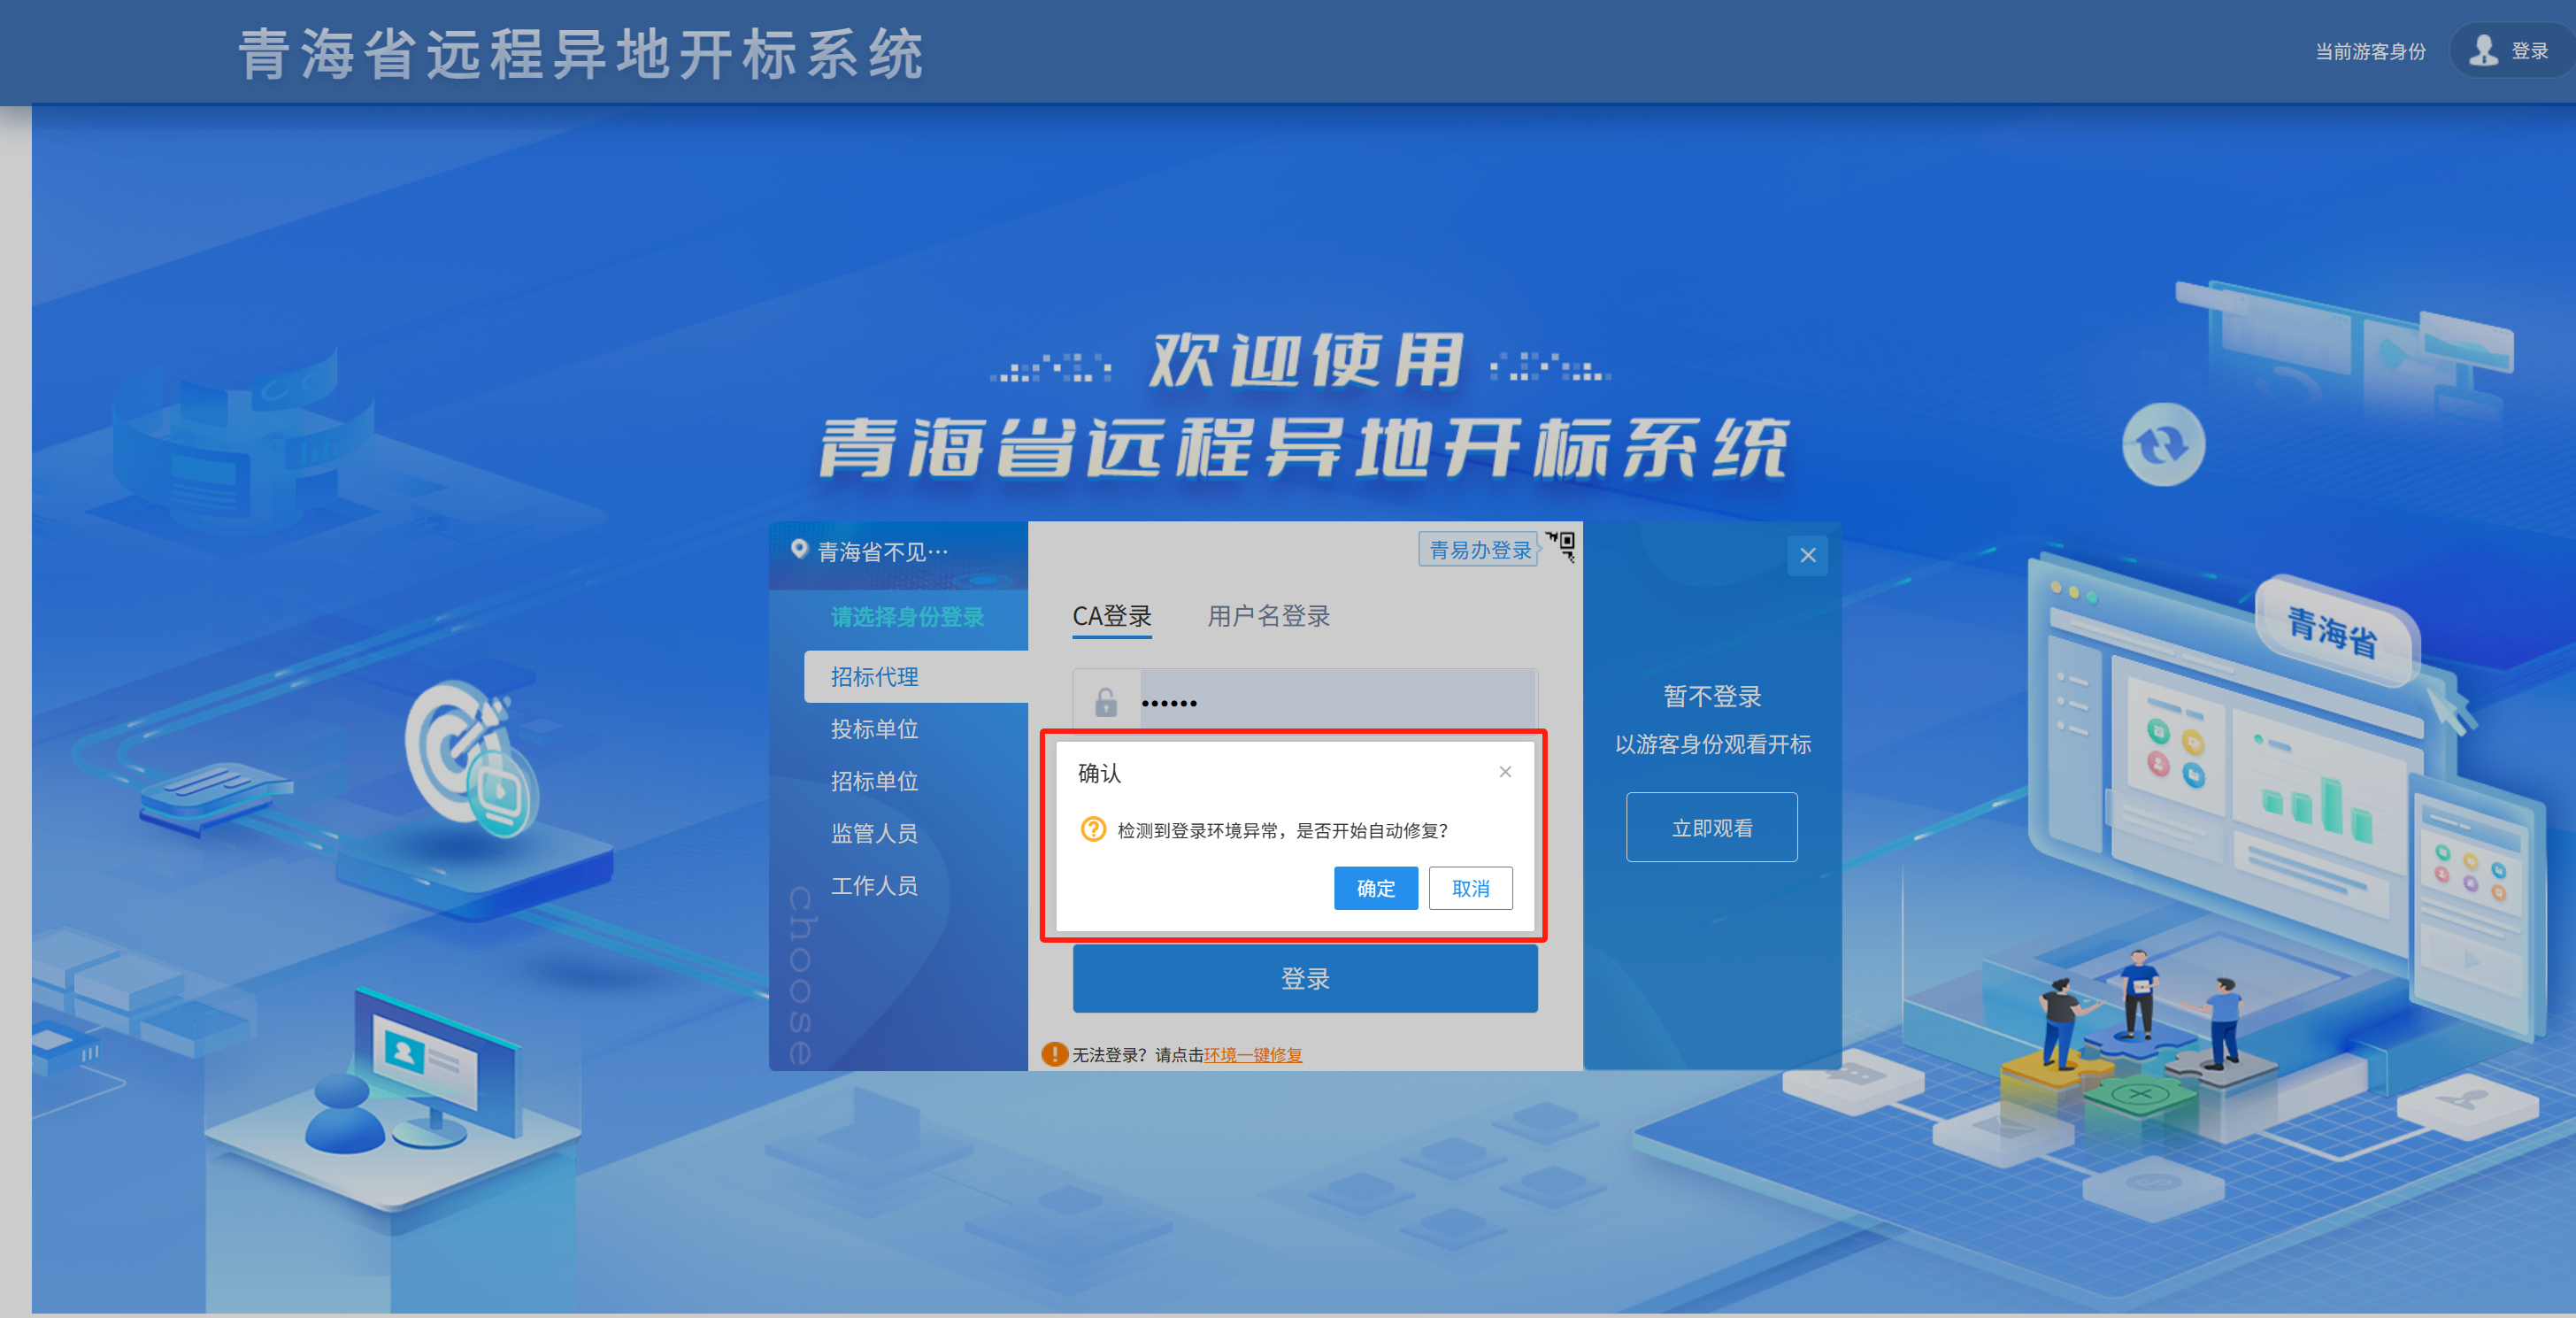 青海省远程异地开标系统
当前游客身份
登录
欢迎使用
青海省远程异地开标系统
青海省不见…
请选择身份登录
招标代理
投标单位
招标单位
监管人员
工作人员
choose
青易办登录
CA登录
用户名登录
••••••
确认
×
检测到登录环境异常，是否开始自动修复?
确定
取消
登录
无法登录？请点击环境一键修复
暂不登录
以游客身份观看开标
立即观看
青海省